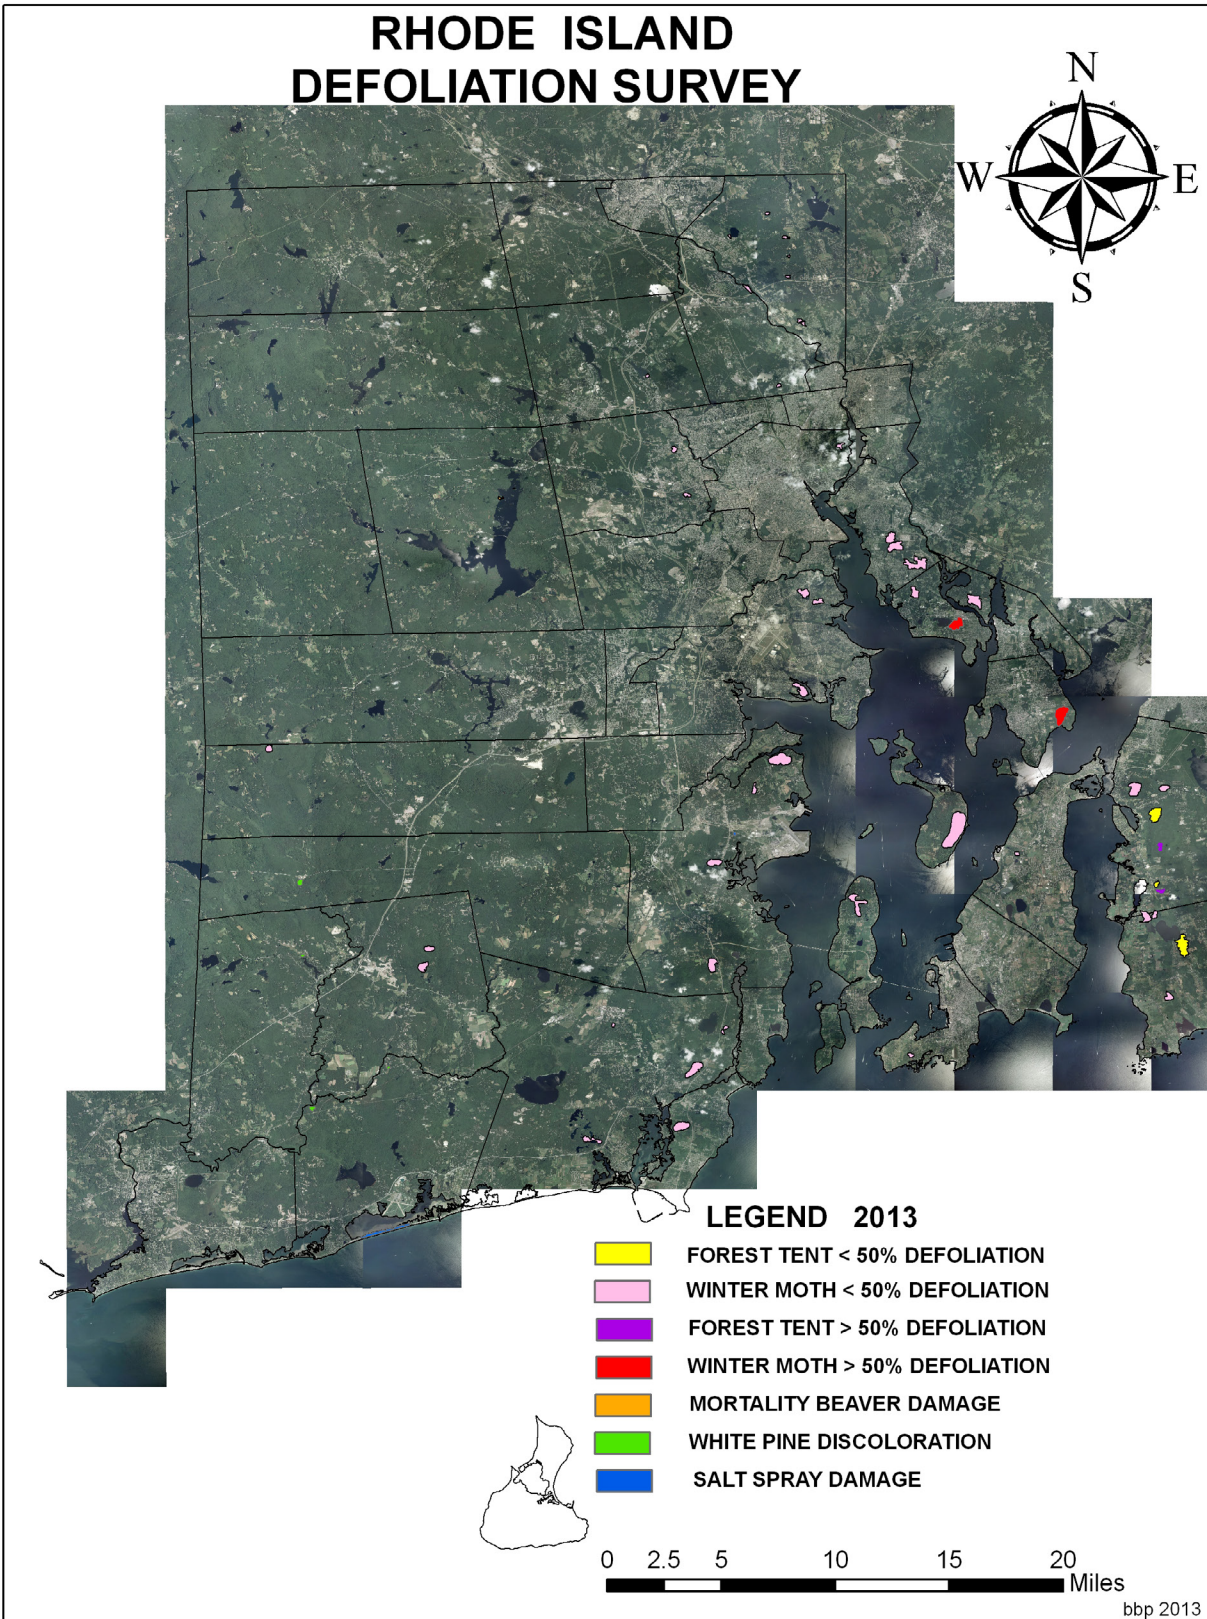 RHODE ISLAND
DEFOLIATION SURVEY
N
W
E
S
LEGEND 2013
FOREST TENT < 50% DEFOLIATION
WINTER MOTH < 50% DEFOLIATION
FOREST TENT > 50% DEFOLIATION
WINTER MOTH > 50% DEFOLIATION
MORTALITY BEAVER DAMAGE
WHITE PINE DISCOLORATION
SALT SPRAY DAMAGE
0 2.5 5 10 15 20
Miles
bbp 2013